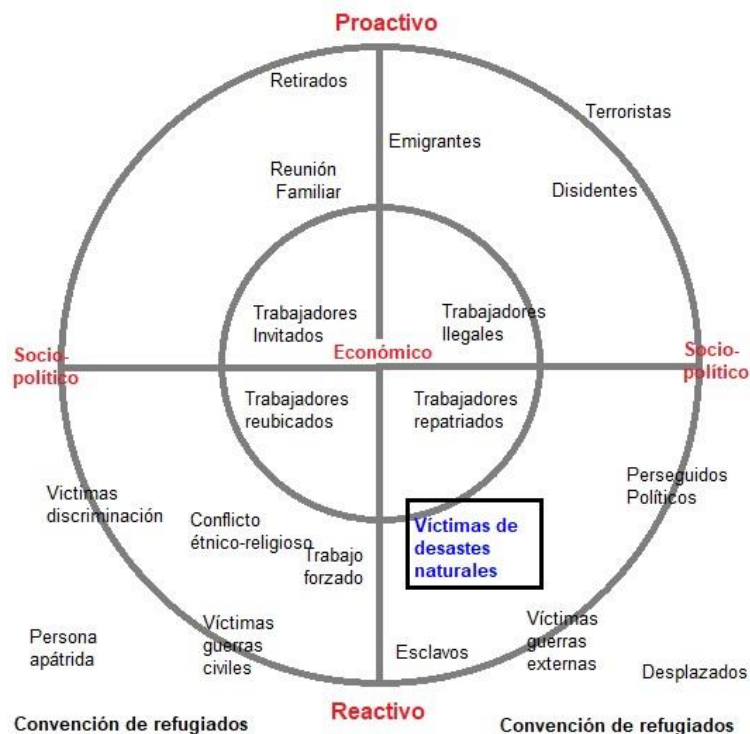 Proactivo
Retirados
Terroristas
Emigrantes
Reunión
Familiar
Disidentes
Trabajadores
Invitados
Trabajadores
Ilegales
Socio-
político
Económico
Socio-
político
Trabajadores
reubicados
Trabajadores
repatriados
Perseguidos
Políticos
Victimas
discriminación
Conflicto
étnico-religioso
Trabajo
forzado
Víctimas de
desastes
naturales
Persona
apátrida
Víctimas
guerras
civiles
Esclavos
Víctimas
guerras
externas
Desplazados
Convención de refugiados
Reactivo
Convención de refugiados